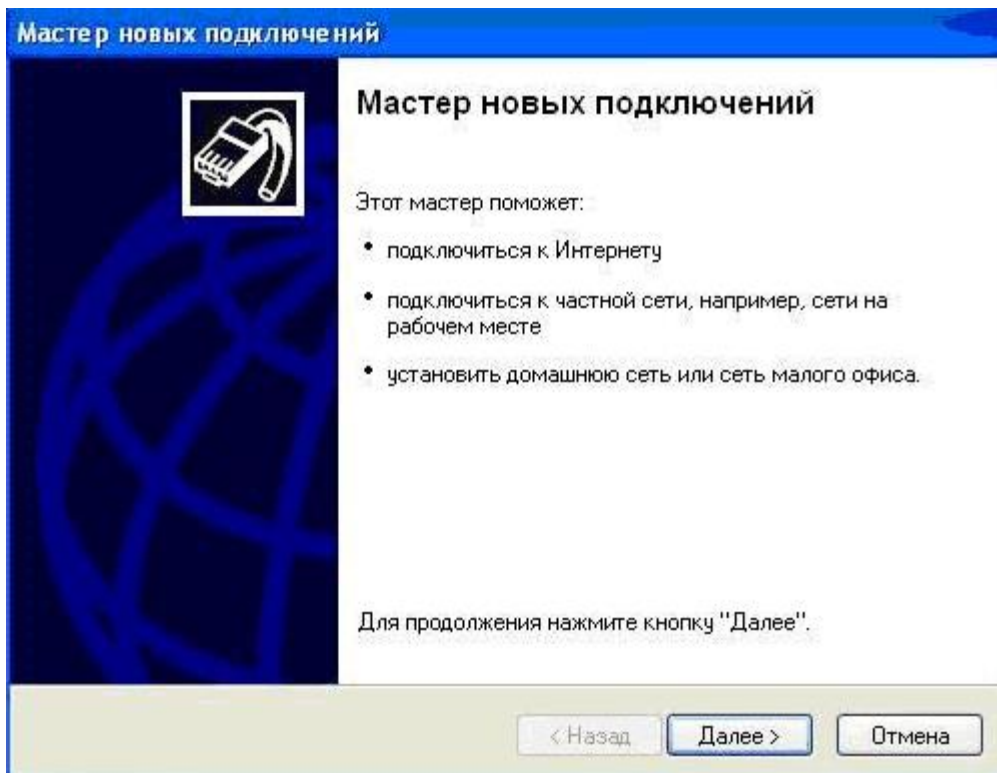 Мастер новых подключений
Мастер новых подключений
Этот мастер поможет:
• подключиться к Интернету
• подключиться к частной сети, например, сети на
рабочем месте
• установить домашнюю сеть или сеть малого офиса.
Для продолжения нажмите кнопку "Далее".
< Назад Далее > Отмена